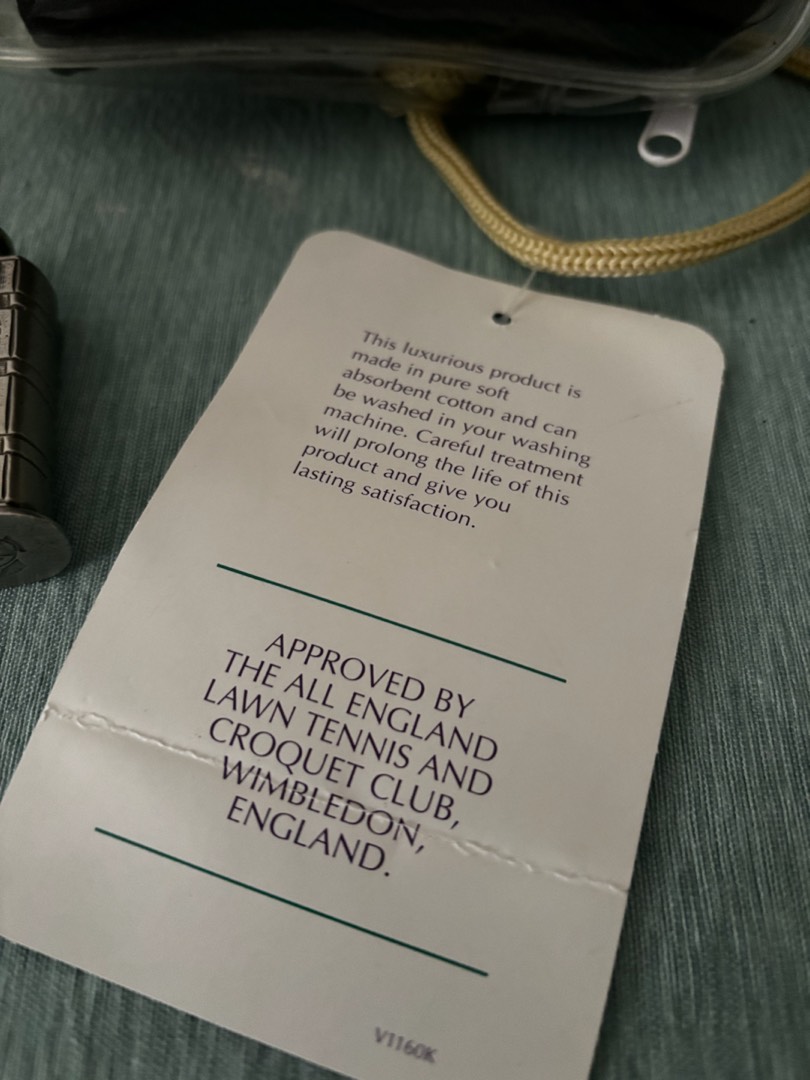 This luxurious product is
made in pure soft
absorbent cotton and can
be washed in your washing
machine. Careful treatment
will prolong the life of this
product and give you
lasting satisfaction.
APPROVED BY
THE ALL ENGLAND
LAWN TENNIS AND
CROQUET CLUB,
WIMBLEDON,
ENGLAND.
V1160K